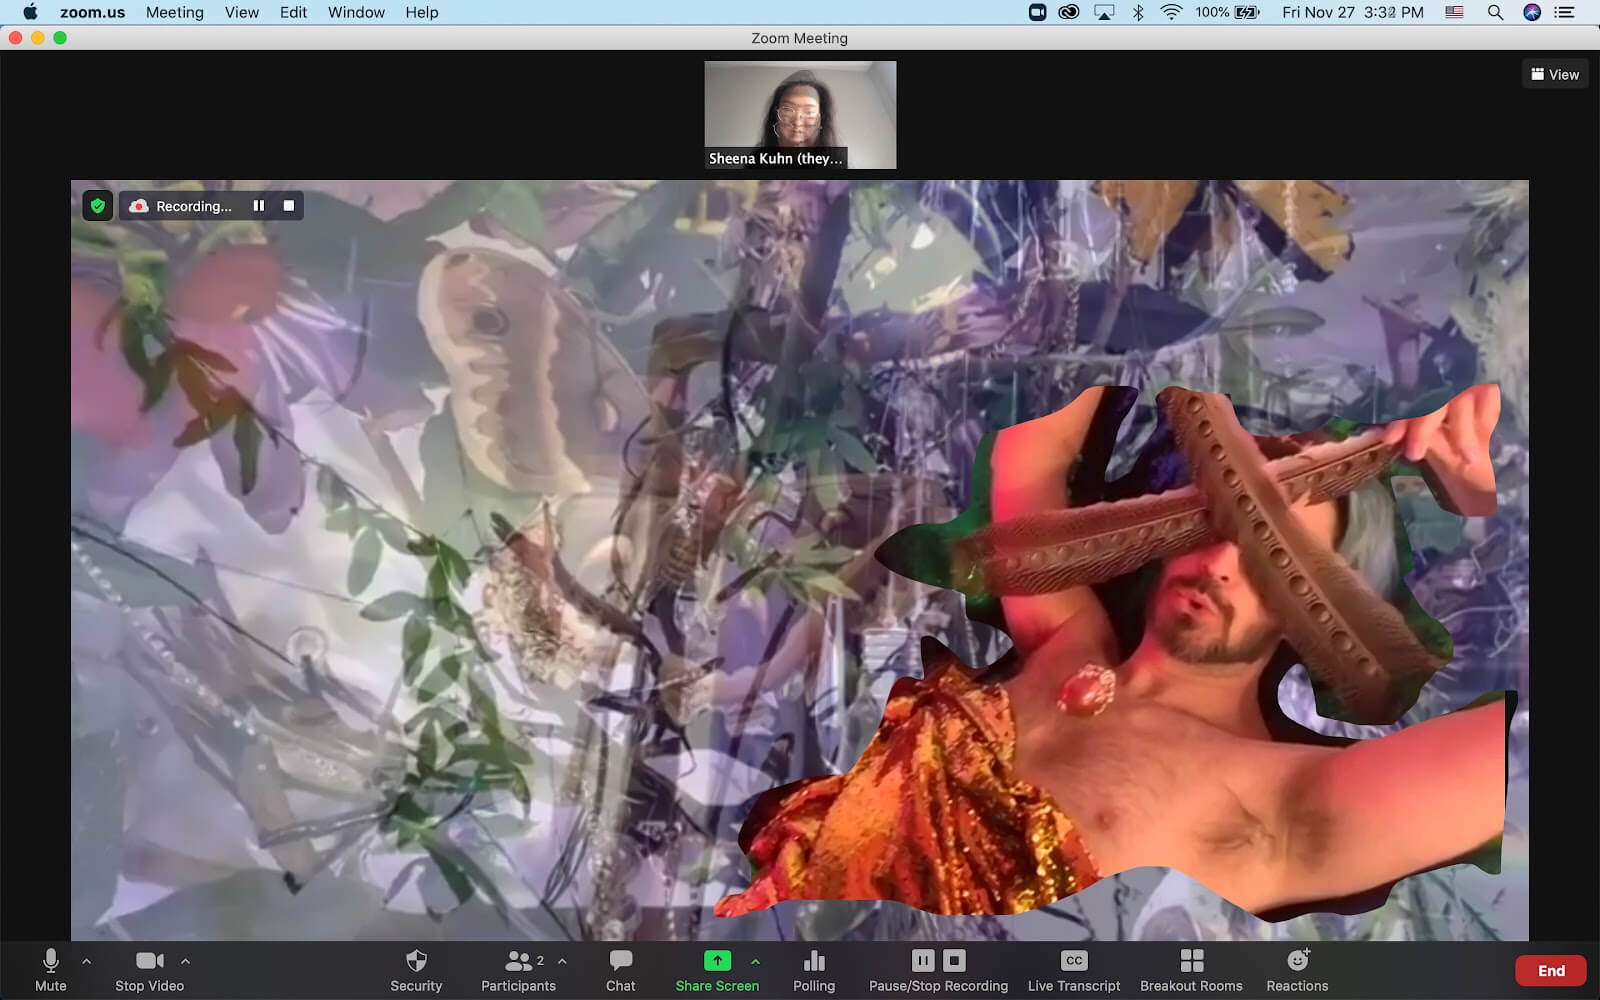 zoom.us Meeting View Edit Window Help 100% Fri Nov 27 3:32 PM
Zoom Meeting
View
Sheena Kuhn (they...
Recording...
Mute Stop Video Security Participants 2 Chat Share Screen Polling Pause/Stop Recording CC Live Transcript Breakout Rooms Reactions End